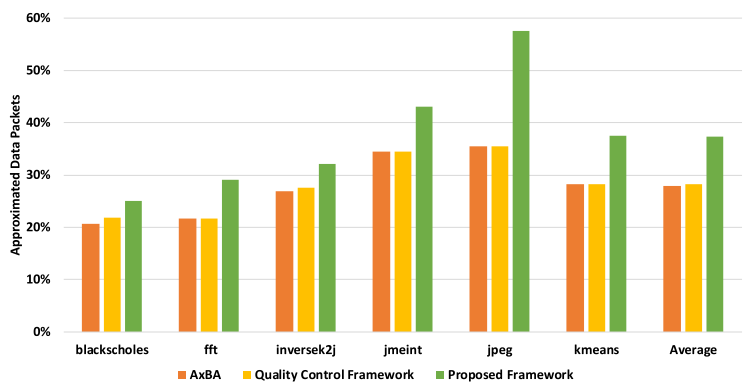 60%
50%
40%
30%
20%
10%
0%
Approximated Data Packets
blackscholes fft inversek2j jmeint jpeg kmeans Average
AxBA Quality Control Framework Proposed Framework